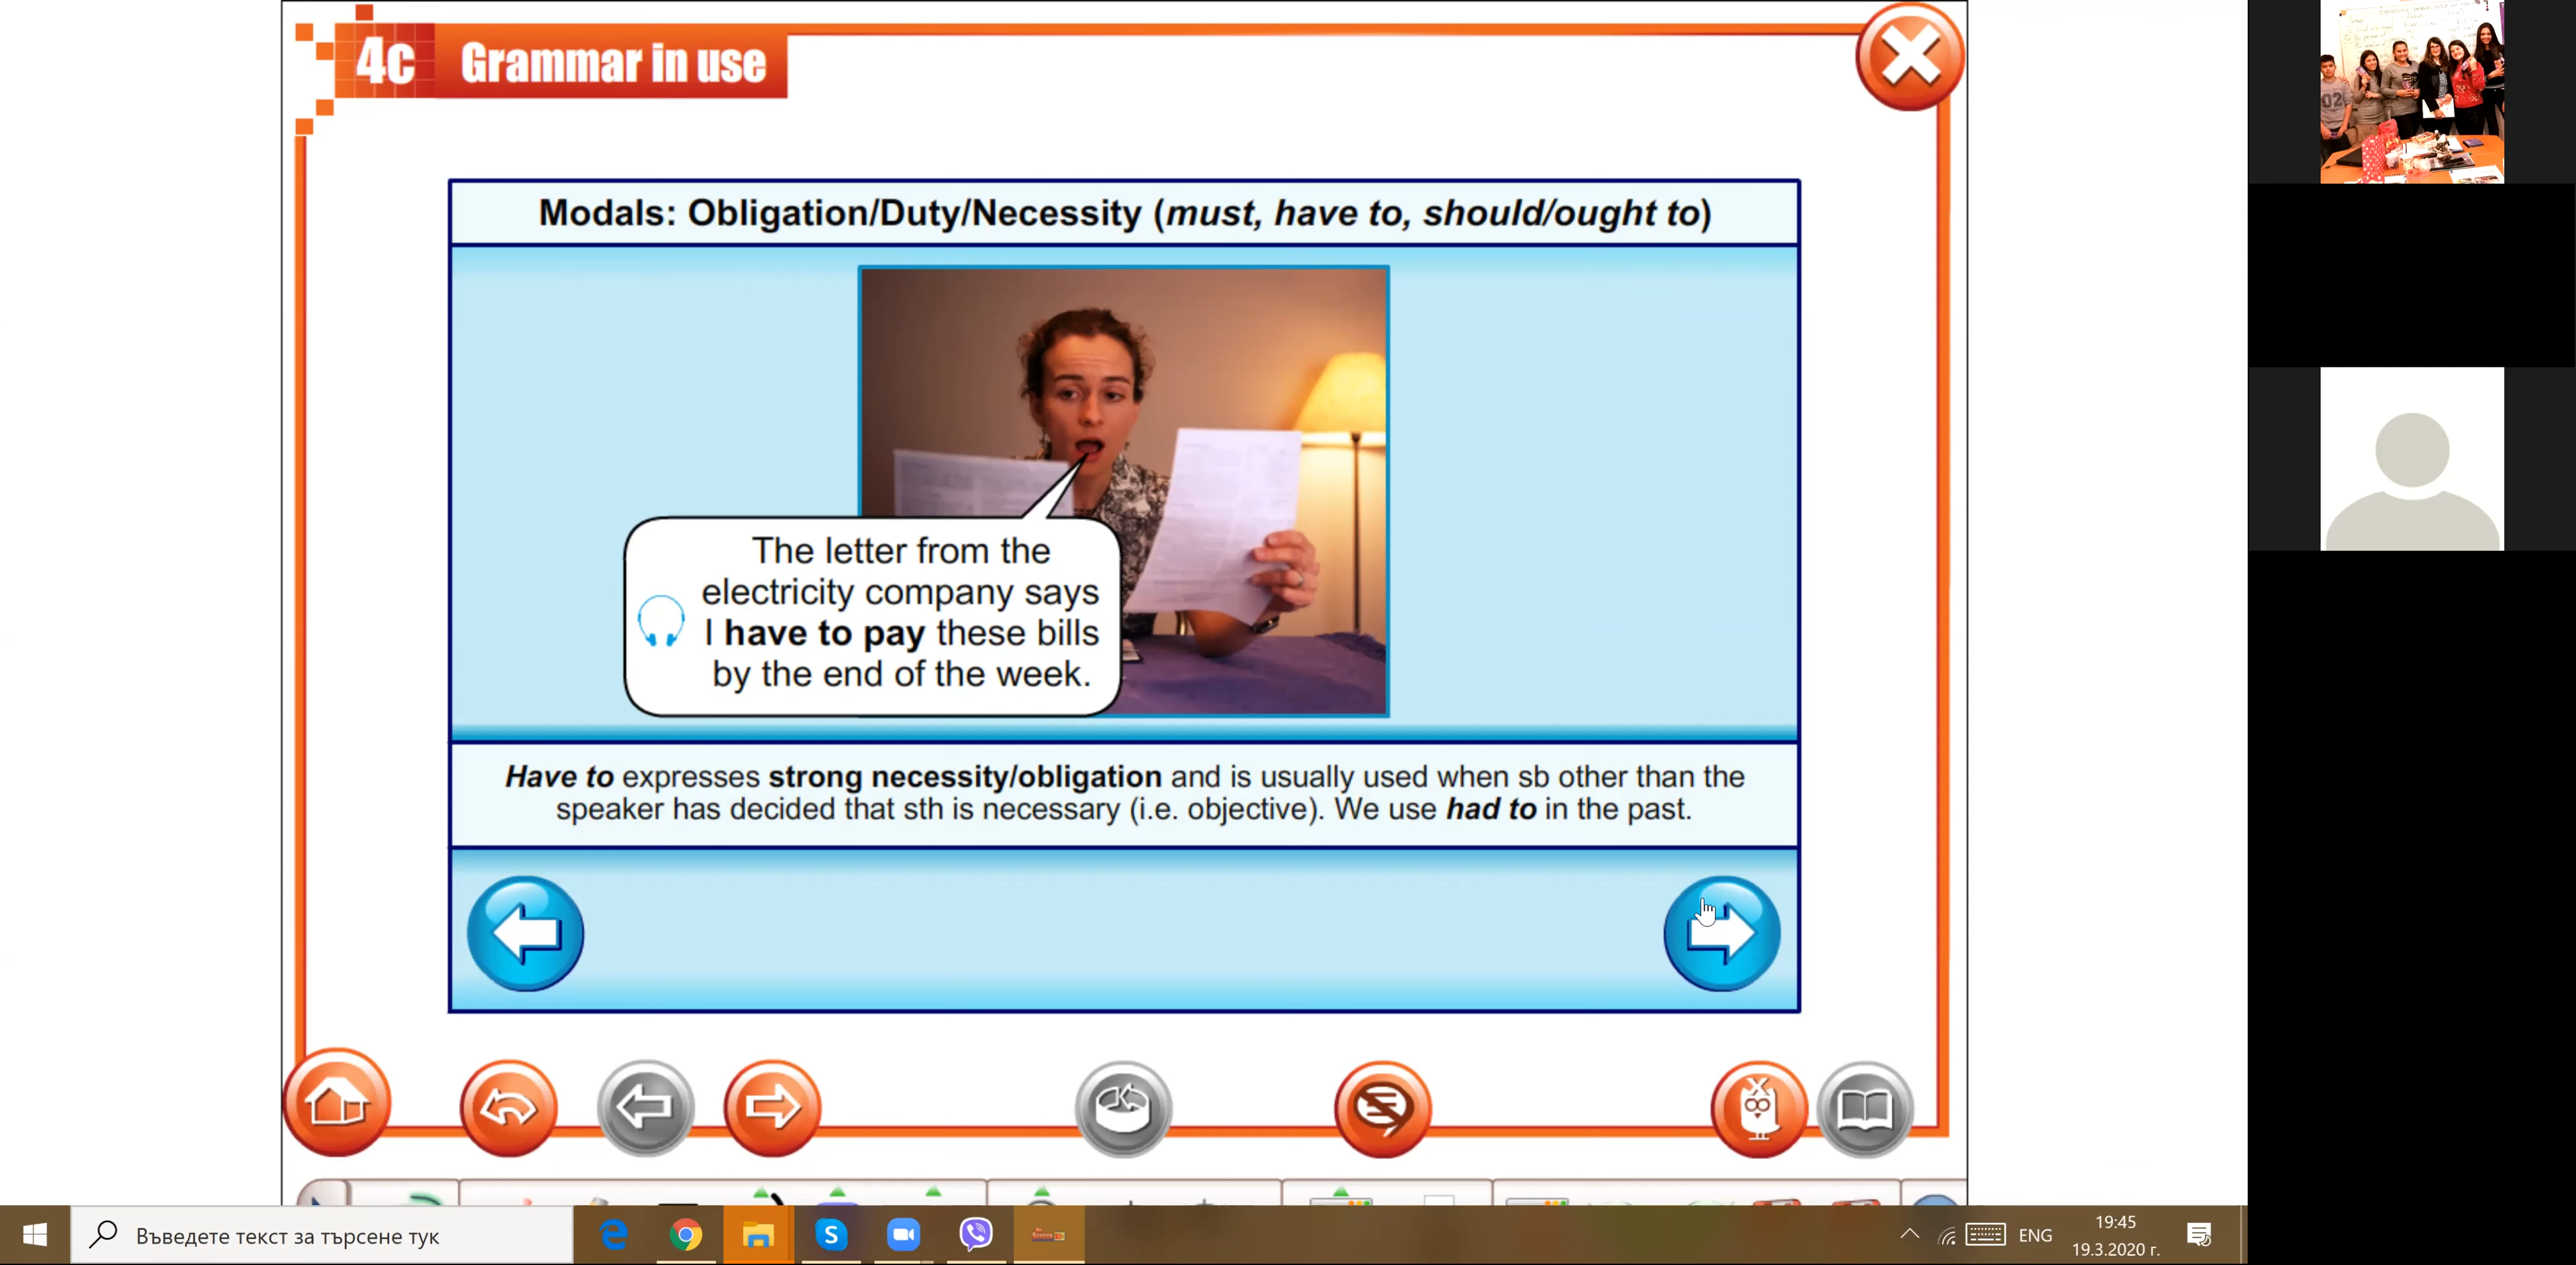 4c Grammar in use
Modals: Obligation/Duty/Necessity (must, have to, should/ought to)
The letter from the
electricity company says
I have to pay these bills
by the end of the week.
Have to expresses strong necessity/obligation and is usually used when sb other than the
speaker has decided that sth is necessary (i.e. objective). We use had to in the past.
Въведете текст за търсене тук
ENG
19:45
19.3.2020 г.